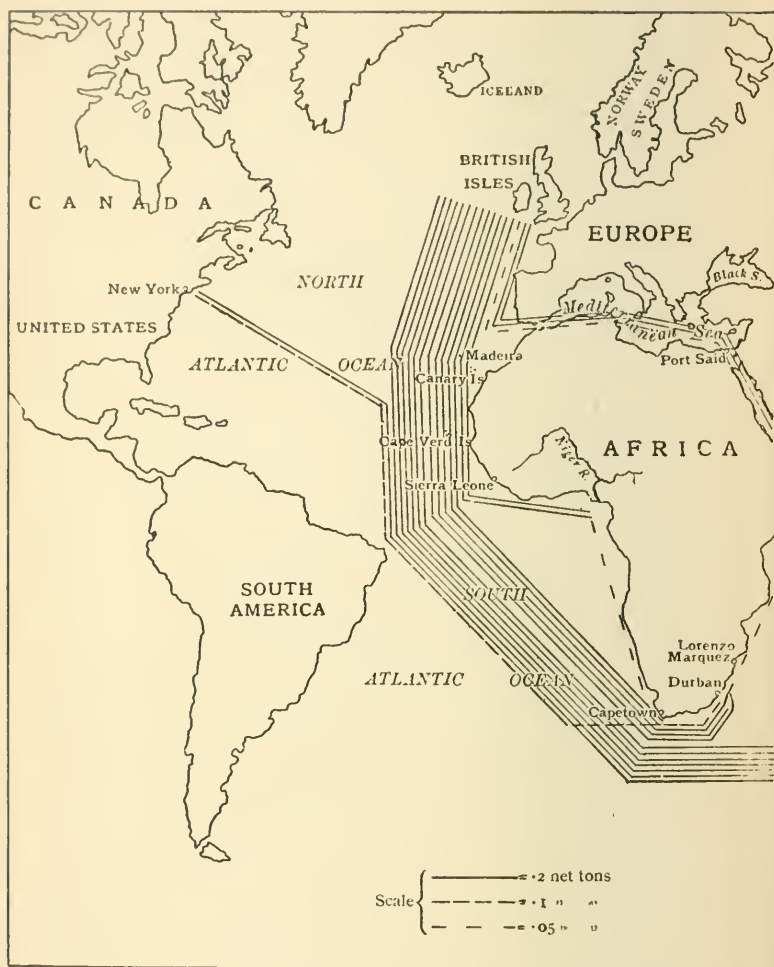 ICELAND
NORWAY
SWEDEN
BRITISH
ISLES
CANADA
EUROPE
Black S.
New York
NORTH
Mediterranean Sea
UNITED STATES
ATLANTIC OCEAN
Madeira
Port Said
Canary Is
Cape Verd Is
AFRICA
Niger R.
Sierra Leone
SOUTH
AMERICA
SOUTH
Lorenzo
Marquez
ATLANTIC OCEAN
Durban
Capetown
Scale
= .2 net tons
= .1 " "
= .05 " "